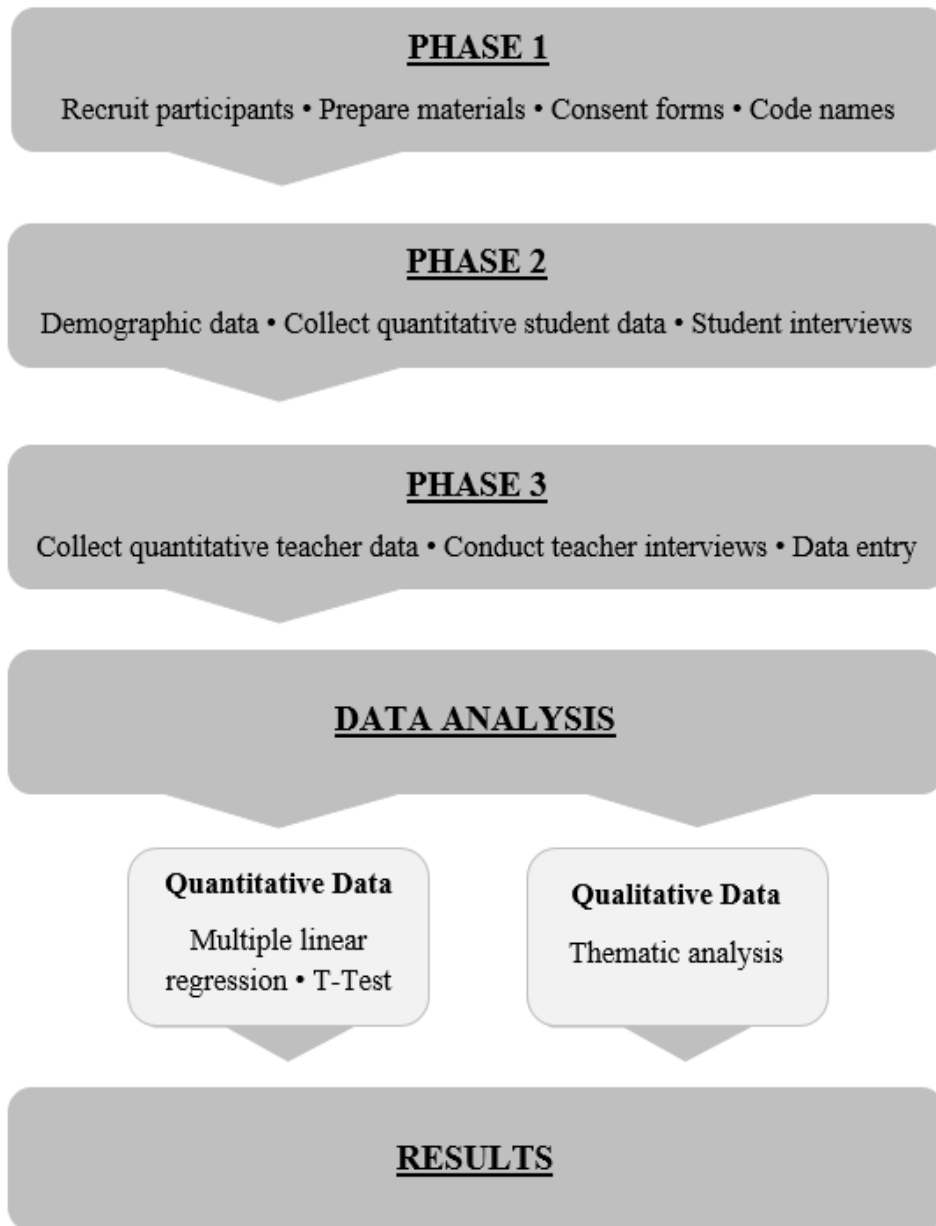 PHASE 1
Recruit participants • Prepare materials • Consent forms • Code names
PHASE 2
Demographic data • Collect quantitative student data • Student interviews
PHASE 3
Collect quantitative teacher data • Conduct teacher interviews • Data entry
DATA ANALYSIS
Quantitative Data
Multiple linear
regression • T-Test
Qualitative Data
Thematic analysis
RESULTS